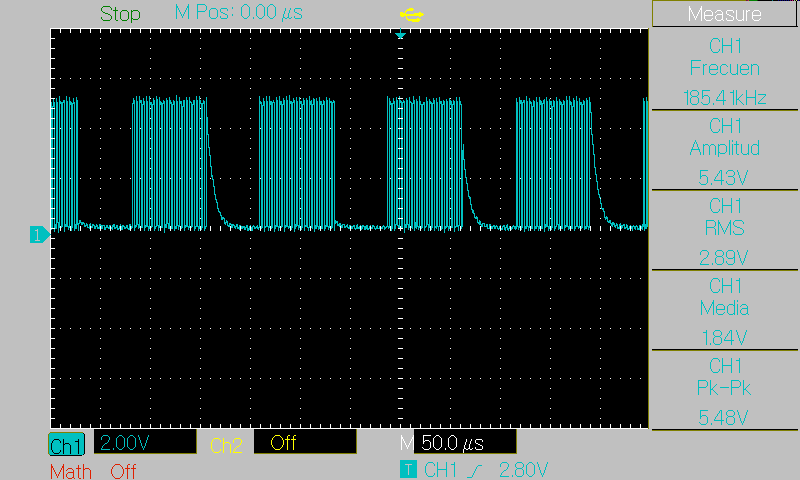 Stop M Pos: 0.00 µs
Measure
CH1
Frecuen
185.41kHz
CH1
Amplitud
5.43V
CH1
RMS
2.89V
CH1
Media
1.84V
CH1
Pk-Pk
5.48V
1
Ch1 2.00V Ch2 Off M 50.0 µs
Math Off T CH1 2.80V